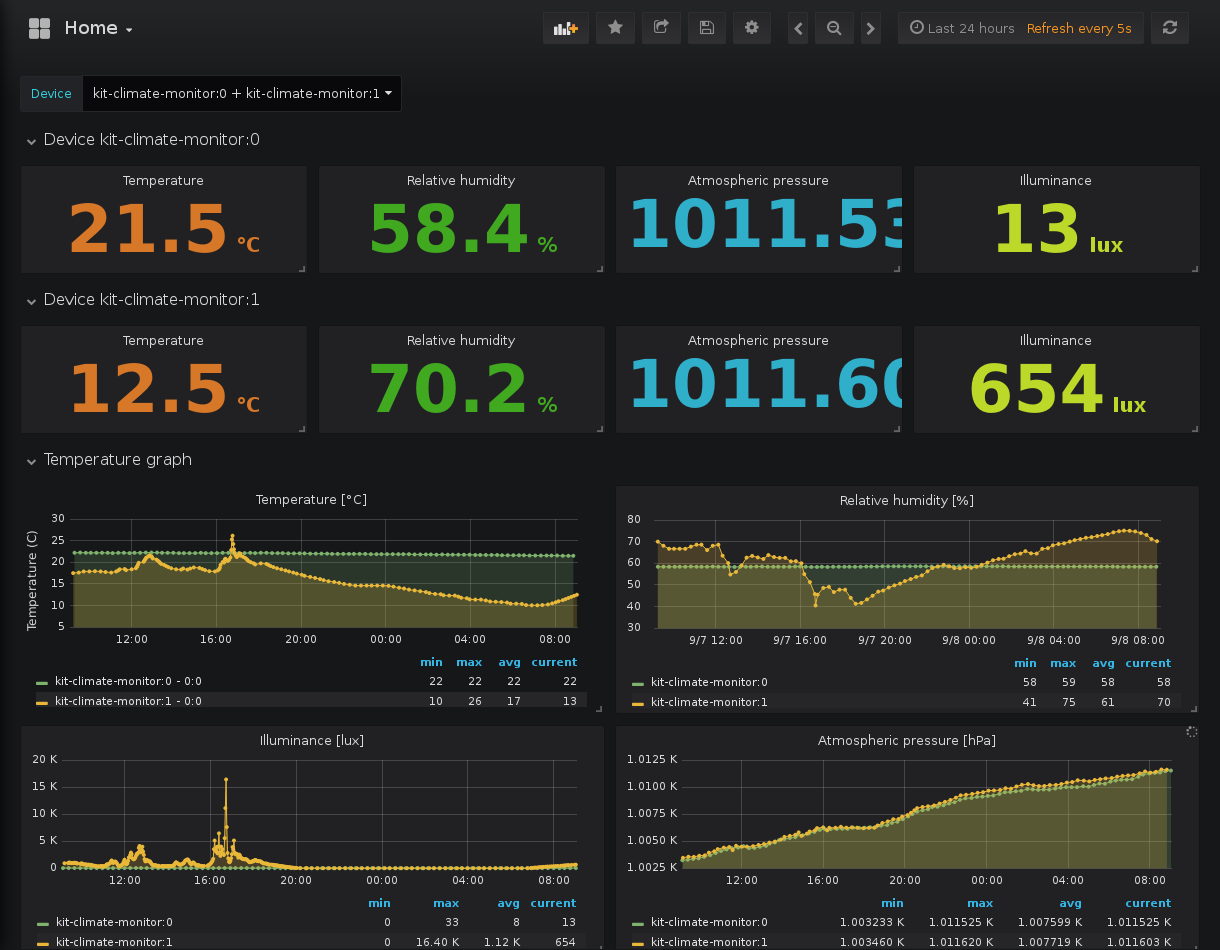 Home
Last 24 hours Refresh every 5s
Device kit-climate-monitor:0 + kit-climate-monitor:1
Device kit-climate-monitor:0
Temperature Relative humidity Atmospheric pressure Illuminance
21.5 °C 58.4 % 1011.53 13 lux
Device kit-climate-monitor:1
Temperature Relative humidity Atmospheric pressure Illuminance
12.5 °C 70.2 % 1011.60 654 lux
Temperature graph
Temperature [°C]
Temperature (C)
30
25
20
15
10
5
12:00 16:00 20:00 00:00 04:00 08:00
min max avg current
kit-climate-monitor:0 - 0:0 22 22 22 22
kit-climate-monitor:1 - 0:0 10 26 17 13
Relative humidity [%]
80
70
60
50
40
30
9/7 12:00 9/7 16:00 9/7 20:00 9/8 00:00 9/8 04:00 9/8 08:00
min max avg current
kit-climate-monitor:0 58 59 58 58
kit-climate-monitor:1 41 75 61 70
Illuminance [lux]
20 K
15 K
10 K
5 K
0
12:00 16:00 20:00 00:00 04:00 08:00
min max avg current
kit-climate-monitor:0 0 33 8 13
kit-climate-monitor:1 0 16.40 K 1.12 K 654
Atmospheric pressure [hPa]
1.0125 K
1.0100 K
1.0075 K
1.0050 K
1.0025 K
12:00 16:00 20:00 00:00 04:00 08:00
min max avg current
kit-climate-monitor:0 1.003233 K 1.011525 K 1.007599 K 1.011525 K
kit-climate-monitor:1 1.003460 K 1.011620 K 1.007719 K 1.011603 K